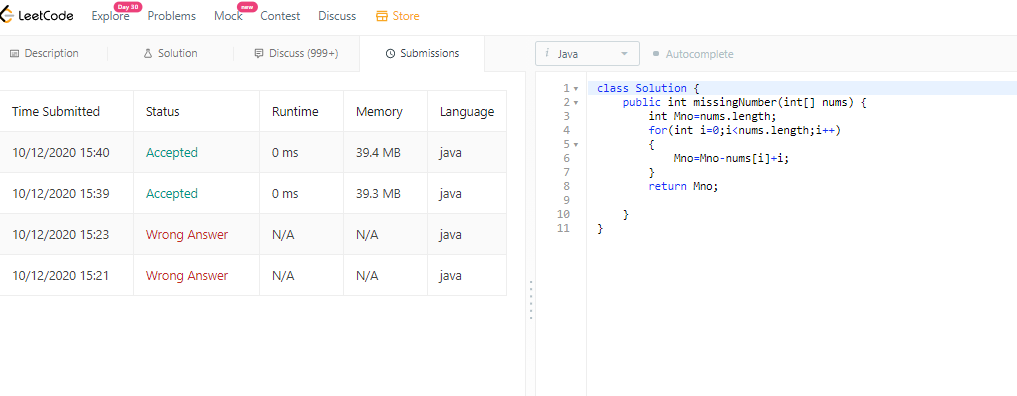 LeetCode Explore Day 30 Problems Mock new Contest Discuss Store
Description Solution Discuss (999+) Submissions
Time Submitted Status Runtime Memory Language
10/12/2020 15:40 Accepted 0 ms 39.4 MB java
10/12/2020 15:39 Accepted 0 ms 39.3 MB java
10/12/2020 15:23 Wrong Answer N/A N/A java
10/12/2020 15:21 Wrong Answer N/A N/A java
i Java Autocomplete
1 class Solution {
2 public int missingNumber(int[] nums) {
3 int Mno=nums.length;
4 for(int i=0;i<nums.length;i++)
5 {
6 Mno=Mno-nums[i]+i;
7 }
8 return Mno;
9
10 }
11 }